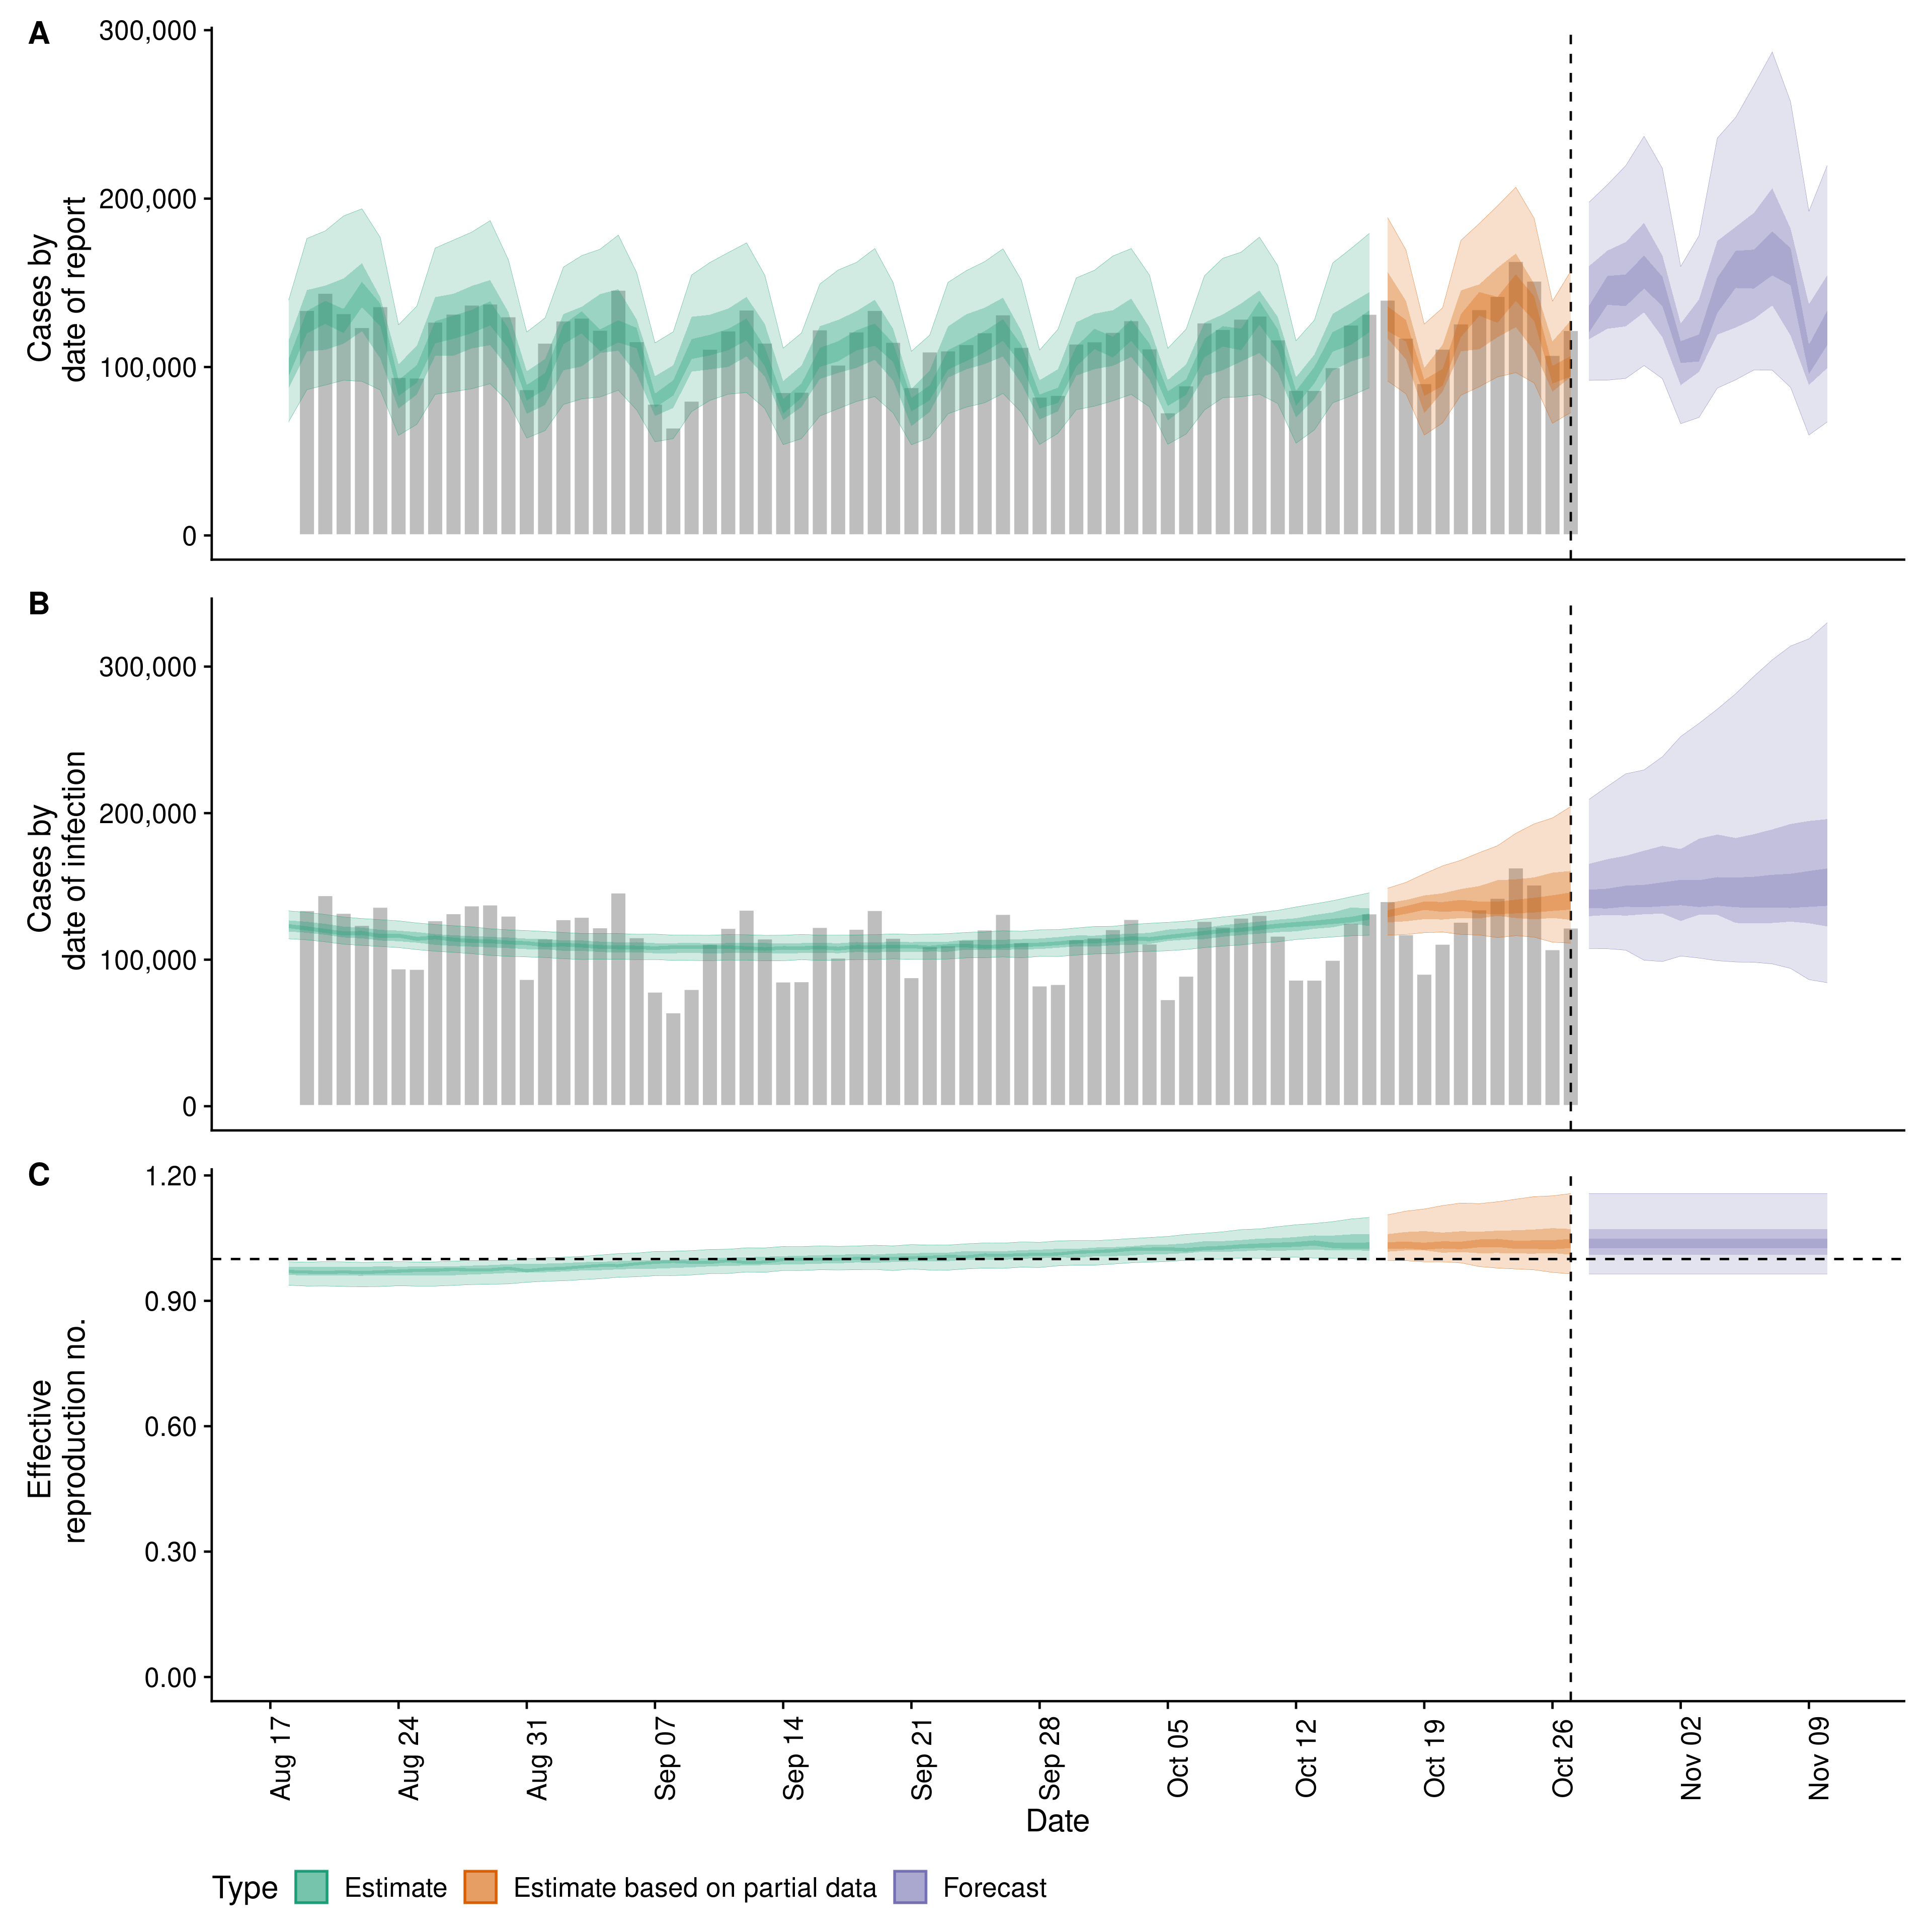 A
300,000
200,000
100,000
0
Cases by
date of report
B
300,000
200,000
100,000
0
Cases by
date of infection
C
1.20
0.90
0.60
0.30
0.00
Effective
reproduction no.
Aug 17
Aug 24
Aug 31
Sep 07
Sep 14
Sep 21
Sep 28
Oct 05
Oct 12
Oct 19
Oct 26
Nov 02
Nov 09
Date
Type Estimate Estimate based on partial data Forecast